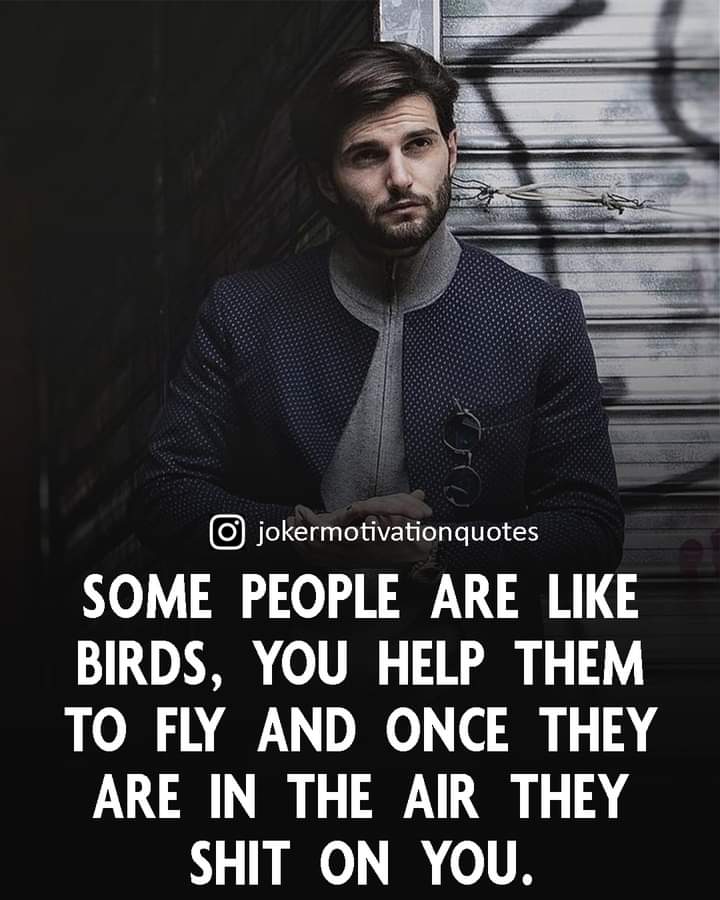 jokermotivationquotes
SOME PEOPLE ARE LIKE
BIRDS, YOU HELP THEM
TO FLY AND ONCE THEY
ARE IN THE AIR THEY
SHIT ON YOU.